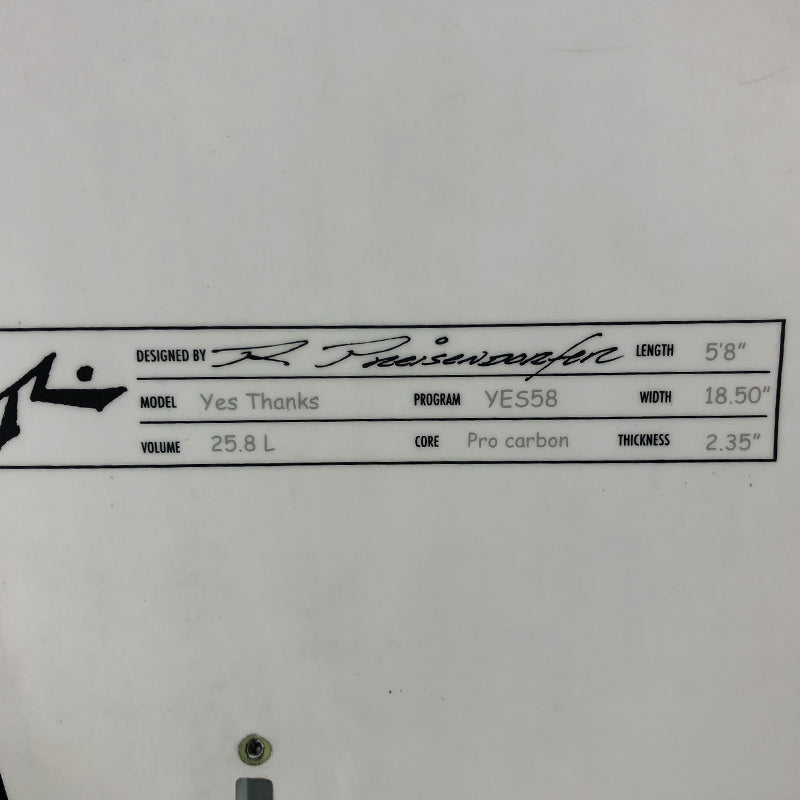 DESIGNED BY R Preisendorfer LENGTH 5'8"
MODEL Yes Thanks PROGRAM YES58 WIDTH 18.50"
VOLUME 25.8 L CORE Pro carbon THICKNESS 2.35"